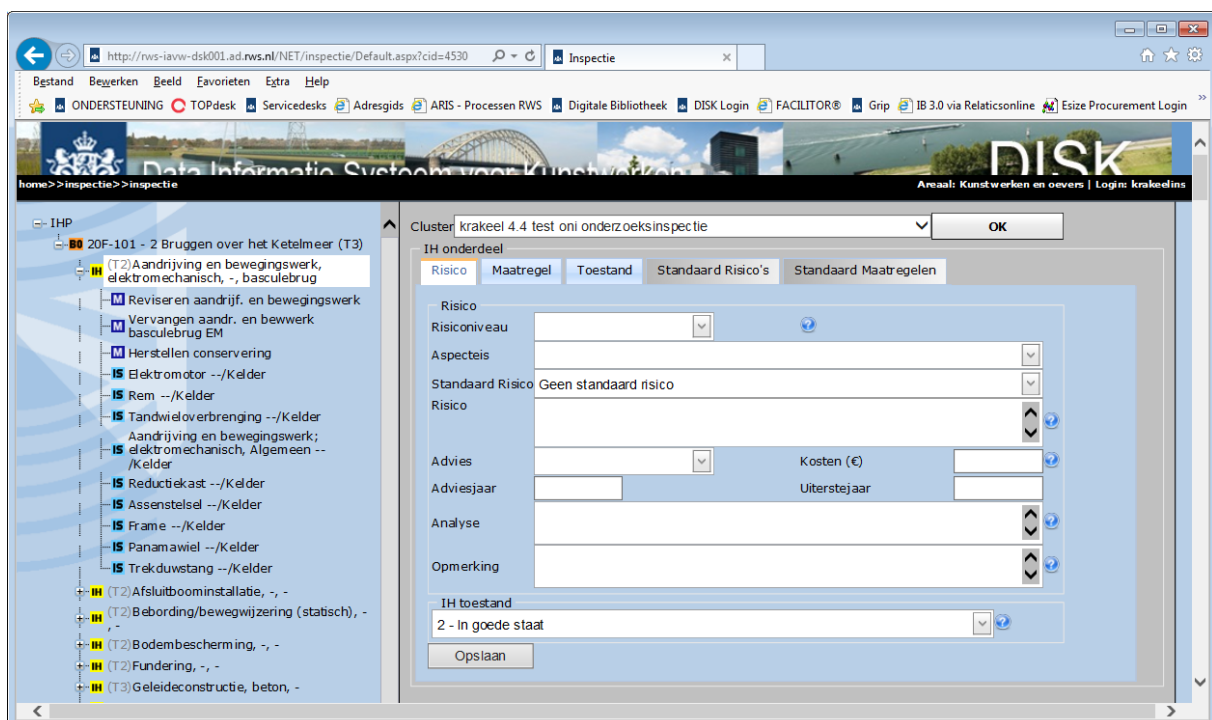 http://rws-iavw-dsk001.ad.rws.nl/NET/inspectie/Default.aspx?cid=4530
Inspectie
Bestand Bewerken Beeld Favorieten Extra Help
ONDERSTEUNING TOPdesk Servicedesks Adresgids ARIS - Processen RWS Digitale Bibliotheek DISK Login FACILITOR® Grip IB 3.0 via Relaticsonline Esize Procurement Login
Data Informatie Systeem voor Kunstwerken DISK
home>>inspectie>>inspectie
Areaal: Kunstwerken en oevers | Login: krakeelins
IHP
B0 20F-101 - 2 Bruggen over het Ketelmeer (T3)
IH (T2)Aandrijving en bewegingswerk,
elektromechanisch, -, basculebrug
M Reviseren aandrijf. en bewegingswerk
M Vervangen aandr. en bewwerk
basculebrug EM
M Herstellen conservering
IS Elektromotor --/Kelder
IS Rem --/Kelder
IS Tandwieloverbrenging --/Kelder
Aandrijving en bewegingswerk;
IS elektromechanisch, Algemeen --
/Kelder
IS Reductiekast --/Kelder
IS Assenstelsel --/Kelder
IS Frame --/Kelder
IS Panamawiel --/Kelder
IS Trekduwstang --/Kelder
IH (T2)Afsluitboominstallatie, -, -
IH (T2)Bebording/bewegwijzering (statisch), -
, -
IH (T2)Bodembescherming, -, -
IH (T2)Fundering, -, -
IH (T3)Geleideconstructie, beton, -
Cluster krakeel 4.4 test oni onderzoeksinspectie OK
IH onderdeel
Risico Maatregel Toestand Standaard Risico's Standaard Maatregelen
Risico
Risiconiveau
Aspecteis
Standaard Risico Geen standaard risico
Risico
Advies Kosten (€)
Adviesjaar Uiterstejaar
Analyse
Opmerking
IH toestand
2 - In goede staat
Opslaan